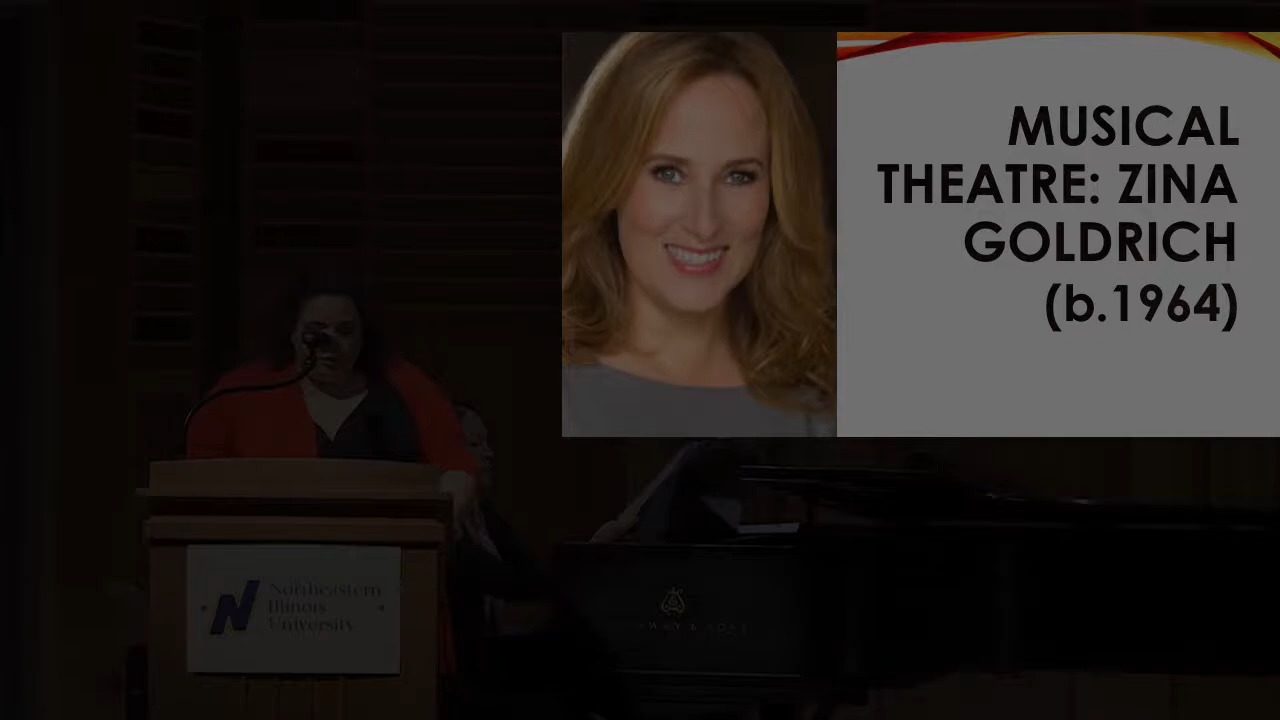 MUSICAL
THEATRE: ZINA
GOLDRICH
(b.1964)
Northeastern
Illinois
University